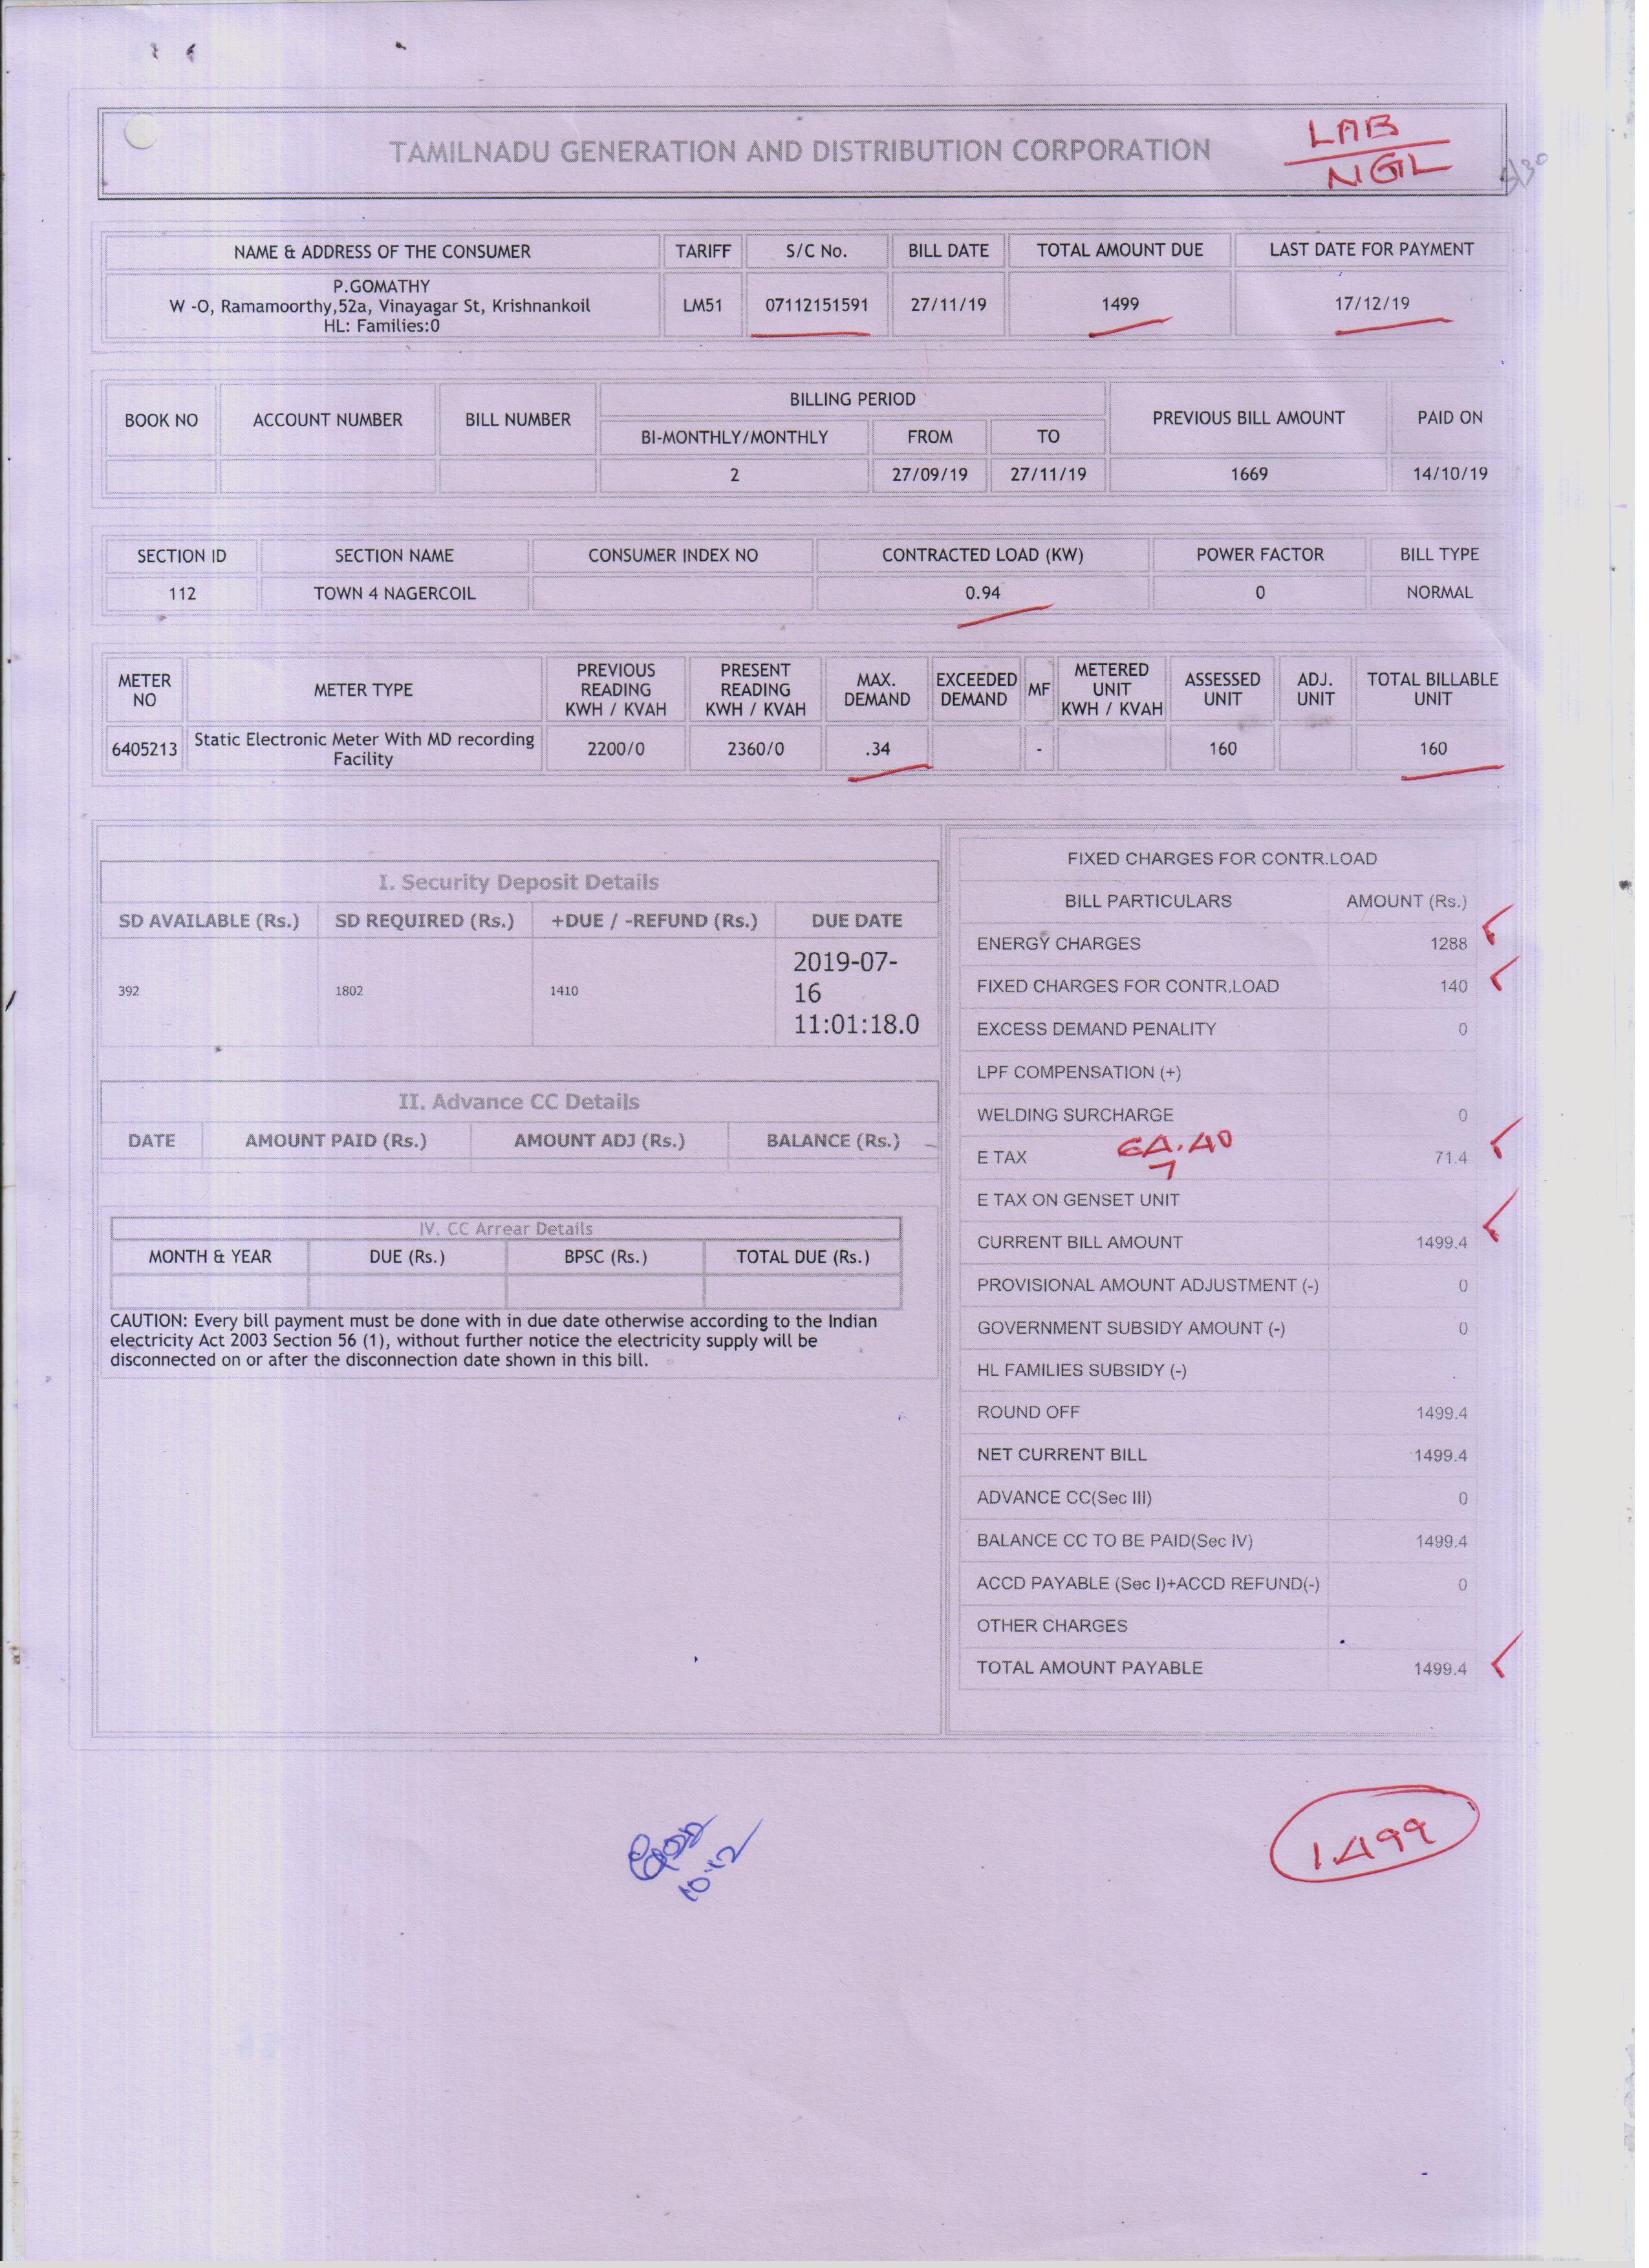 LAB
NGL
TAMILNADU GENERATION AND DISTRIBUTION CORPORATION
NAME & ADDRESS OF THE CONSUMER TARIFF S/C No. BILL DATE TOTAL AMOUNT DUE LAST DATE FOR PAYMENT
P.GOMATHY
W -O, Ramamoorthy,52a, Vinayagar St, Krishnankoil
HL: Families:0
LM51 07112151591 27/11/19 1499 17/12/19
BOOK NO ACCOUNT NUMBER BILL NUMBER BILLING PERIOD PREVIOUS BILL AMOUNT PAID ON
BI-MONTHLY/MONTHLY FROM TO
2 27/09/19 27/11/19 1669 14/10/19
SECTION ID SECTION NAME CONSUMER INDEX NO CONTRACTED LOAD (KW) POWER FACTOR BILL TYPE
112 TOWN 4 NAGERCOIL 0.94 0 NORMAL
METER NO METER TYPE PREVIOUS READING KWH / KVAH PRESENT READING KWH / KVAH MAX. DEMAND EXCEEDED DEMAND MF METERED UNIT KWH / KVAH ASSESSED UNIT ADJ. UNIT TOTAL BILLABLE UNIT
6405213 Static Electronic Meter With MD recording Facility 2200/0 2360/0 .34 - 160 160
I. Security Deposit Details
SD AVAILABLE (Rs.) SD REQUIRED (Rs.) +DUE / -REFUND (Rs.) DUE DATE
392 1802 1410 2019-07-16 11:01:18.0
II. Advance CC Details
DATE AMOUNT PAID (Rs.) AMOUNT ADJ (Rs.) BALANCE (Rs.)
IV. CC Arrear Details
MONTH & YEAR DUE (Rs.) BPSC (Rs.) TOTAL DUE (Rs.)
CAUTION: Every bill payment must be done with in due date otherwise according to the Indian
electricity Act 2003 Section 56 (1), without further notice the electricity supply will be
disconnected on or after the disconnection date shown in this bill.
FIXED CHARGES FOR CONTR.LOAD
BILL PARTICULARS AMOUNT (Rs.)
ENERGY CHARGES 1288
FIXED CHARGES FOR CONTR.LOAD 140
EXCESS DEMAND PENALITY 0
LPF COMPENSATION (+)
WELDING SURCHARGE 0
E TAX 64.40 71.4
E TAX ON GENSET UNIT
CURRENT BILL AMOUNT 1499.4
PROVISIONAL AMOUNT ADJUSTMENT (-) 0
GOVERNMENT SUBSIDY AMOUNT (-) 0
HL FAMILIES SUBSIDY (-)
ROUND OFF 1499.4
NET CURRENT BILL 1499.4
ADVANCE CC(Sec III) 0
BALANCE CC TO BE PAID(Sec IV) 1499.4
ACCD PAYABLE (Sec I)+ACCD REFUND(-) 0
OTHER CHARGES
TOTAL AMOUNT PAYABLE 1499.4
1499